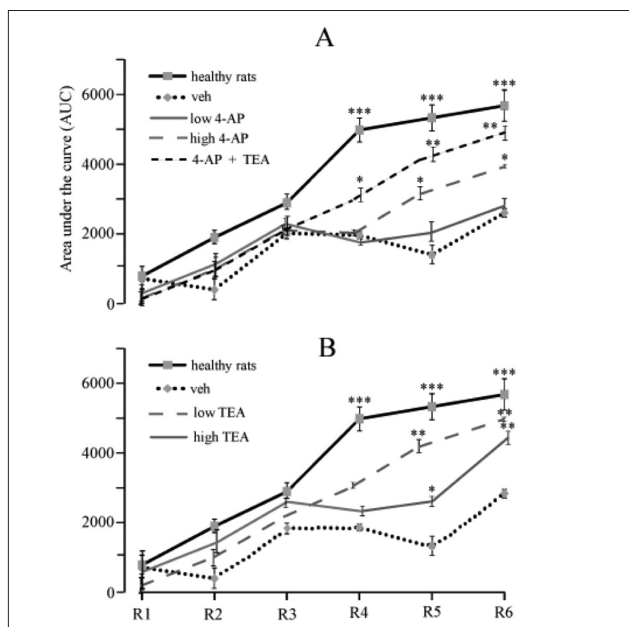 A
Area under the curve (AUC)
6000
4000
2000
0
healthy rats
veh
low 4-AP
high 4-AP
4-AP + TEA
***
***
***
**
**
*
*
*
B
6000
4000
2000
0
healthy rats
veh
low TEA
high TEA
***
***
***
**
**
**
*
R1 R2 R3 R4 R5 R6